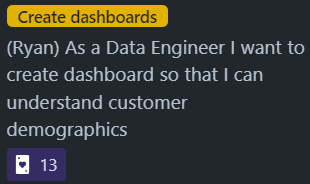 Create dashboards
(Ryan) As a Data Engineer I want to
create dashboard so that I can
understand customer
demographics
13